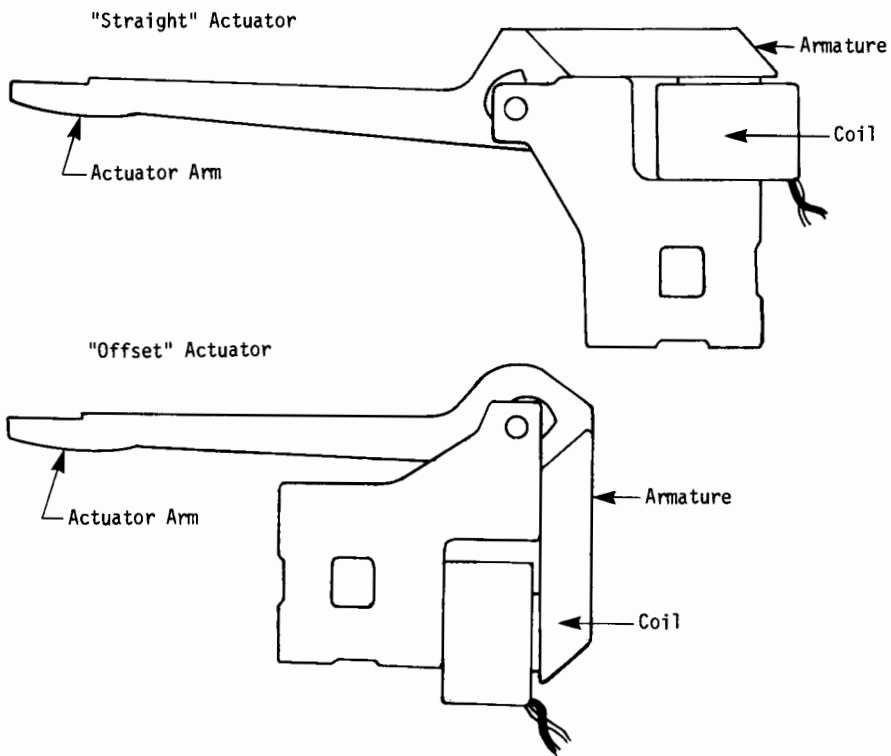 "Straight" Actuator
Armature
Coil
Actuator Arm
"Offset" Actuator
Armature
Actuator Arm
Coil